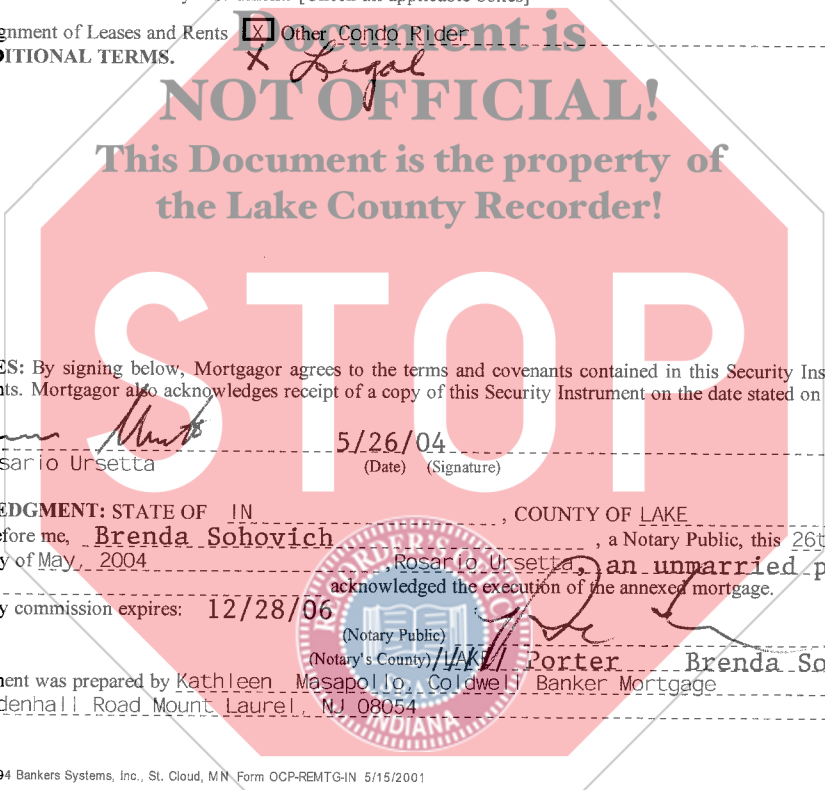 gnment of Leases and Rents [X] Other Condo Rider
DITIONAL TERMS.
x Legal
Document is
NOT OFFICIAL!
This Document is the property of
the Lake County Recorder!
STOP
ES: By signing below, Mortgagor agrees to the terms and covenants contained in this Security Ins
nts. Mortgagor also acknowledges receipt of a copy of this Security Instrument on the date stated on
5/26/04
sario Ursetta (Date) (Signature)
EDGMENT: STATE OF IN , COUNTY OF LAKE
efore me, Brenda Sohovich , a Notary Public, this 26t
y of May, 2004 , Rosario Ursetta, an unmarried p
acknowledged the execution of the annexed mortgage.
y commission expires: 12/28/06
(Notary Public)
(Notary's County) LAKE Porter Brenda So
ent was prepared by Kathleen Masapollo, Coldwell Banker Mortgage
denhall Road Mount Laurel, NJ 08054
RECORDER'S OFFICE
INDIANA
94 Bankers Systems, Inc., St. Cloud, MN Form OCP-REMTG-IN 5/15/2001